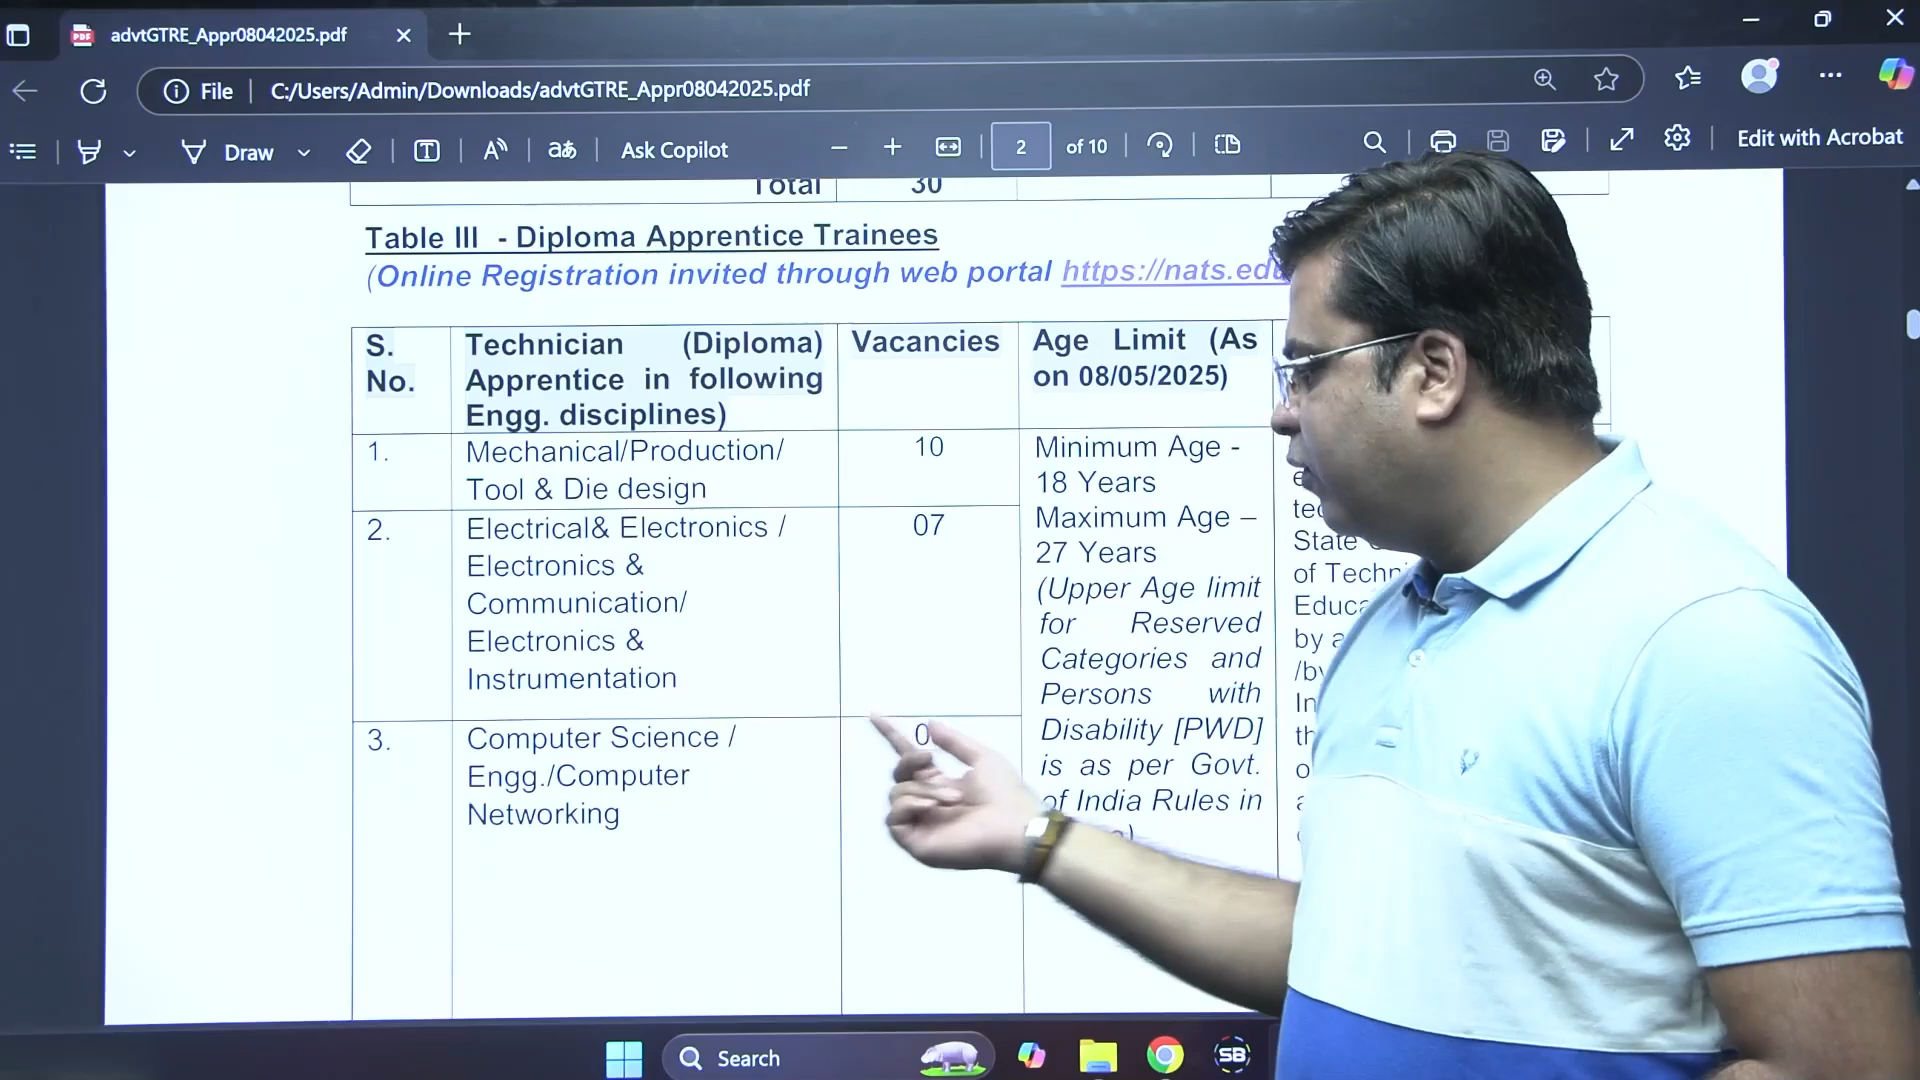 advtGTRE_Appr08042025.pdf
File
C:/Users/Admin/Downloads/advtGTRE_Appr08042025.pdf
Draw
Ask Copilot
2
of 10
Edit with Acrobat
Total 30
Table III - Diploma Apprentice Trainees
(Online Registration invited through web portal https://nats.edu
S. No.
Technician (Diploma)
Apprentice in following
Engg. disciplines)
Vacancies
Age Limit (As
on 08/05/2025)
1.
Mechanical/Production/
Tool & Die design
10
2.
Electrical& Electronics /
Electronics &
Communication/
Electronics &
Instrumentation
07
3.
Computer Science /
Engg./Computer
Networking
Minimum Age -
18 Years
Maximum Age –
27 Years
(Upper Age limit
for Reserved
Categories and
Persons with
Disability [PWD]
is as per Govt.
of India Rules in
State
of
by
Search
SB